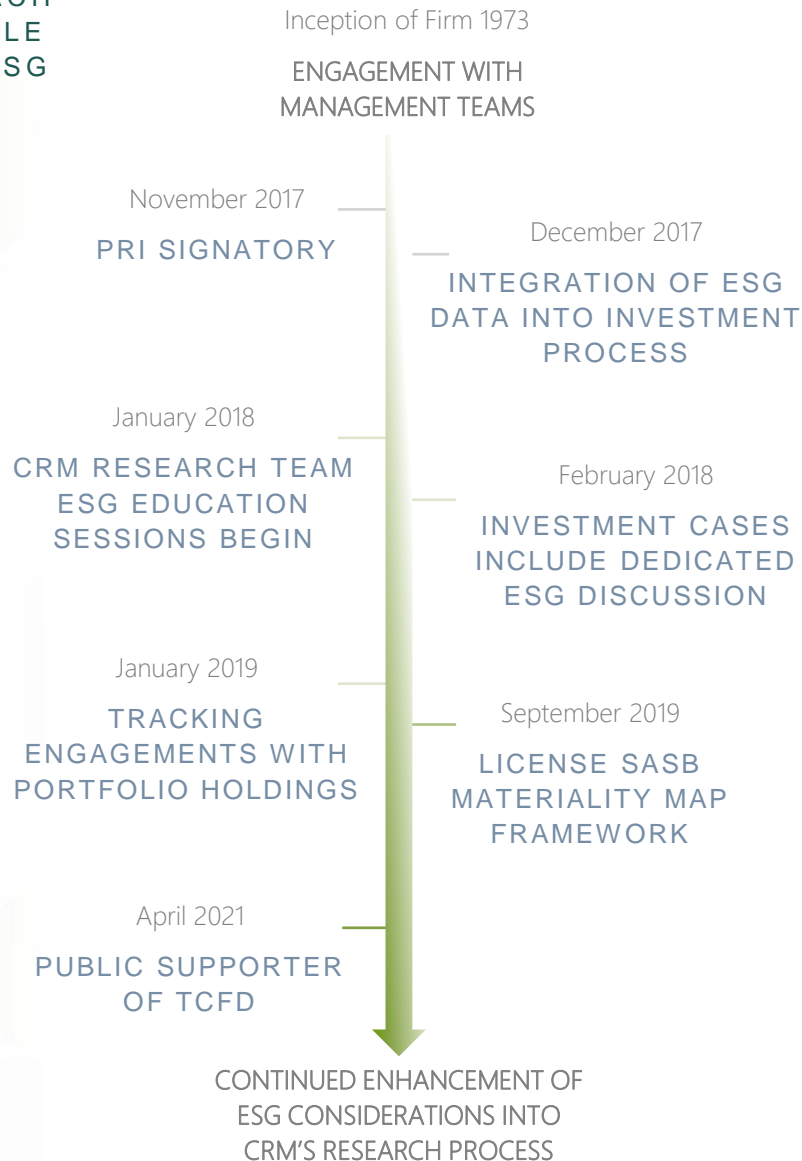 LE
SG
Inception of Firm 1973
ENGAGEMENT WITH
MANAGEMENT TEAMS
November 2017
PRI SIGNATORY
December 2017
INTEGRATION OF ESG
DATA INTO INVESTMENT
PROCESS
January 2018
CRM RESEARCH TEAM
ESG EDUCATION
SESSIONS BEGIN
February 2018
INVESTMENT CASES
INCLUDE DEDICATED
ESG DISCUSSION
January 2019
TRACKING
ENGAGEMENTS WITH
PORTFOLIO HOLDINGS
September 2019
LICENSE SASB
MATERIALITY MAP
FRAMEWORK
April 2021
PUBLIC SUPPORTER
OF TCFD
CONTINUED ENHANCEMENT OF
ESG CONSIDERATIONS INTO
CRM'S RESEARCH PROCESS